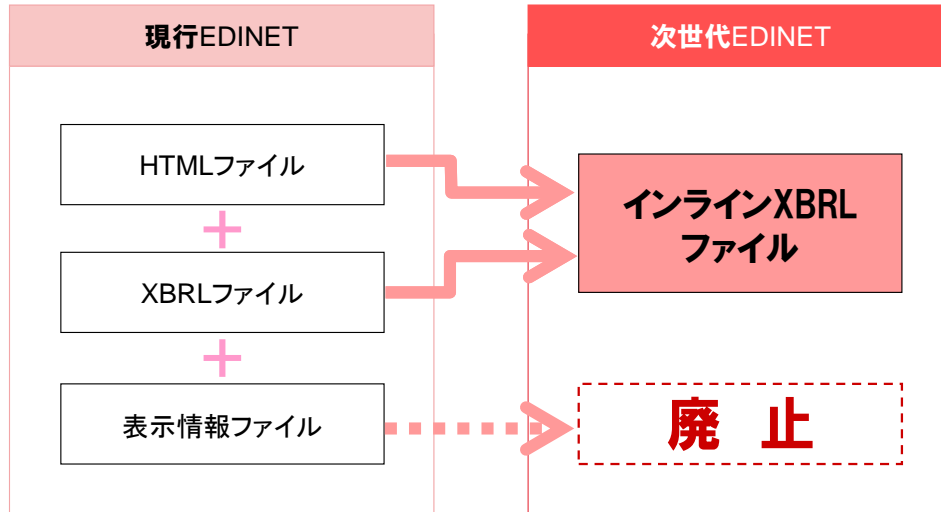 現行EDINET
次世代EDINET
HTMLファイル
+
XBRLファイル
+
表示情報ファイル
インラインXBRL
ファイル
廃 止